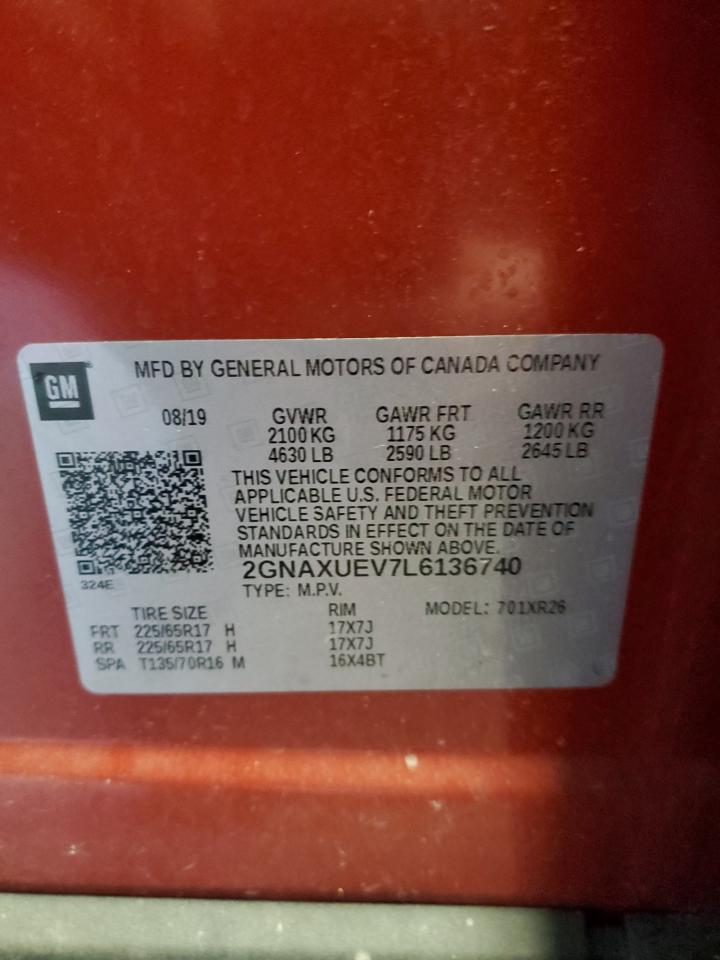 GM
MFD BY GENERAL MOTORS OF CANADA COMPANY
08/19 GVWR GAWR FRT GAWR RR
2100 KG 1175 KG 1200 KG
4630 LB 2590 LB 2645 LB
THIS VEHICLE CONFORMS TO ALL
APPLICABLE U.S. FEDERAL MOTOR
VEHICLE SAFETY AND THEFT PREVENTION
STANDARDS IN EFFECT ON THE DATE OF
MANUFACTURE SHOWN ABOVE.
324E 2GNAXUEV7L6136740
TYPE: M.P.V.
TIRE SIZE RIM MODEL: 701XR26
FRT 225/65R17 H 17X7J
RR 225/65R17 H 17X7J
SPA T135/70R16 M 16X4BT